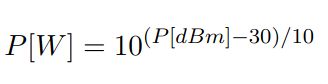 P[W] = 10^{(P[dBm]−30)/10}